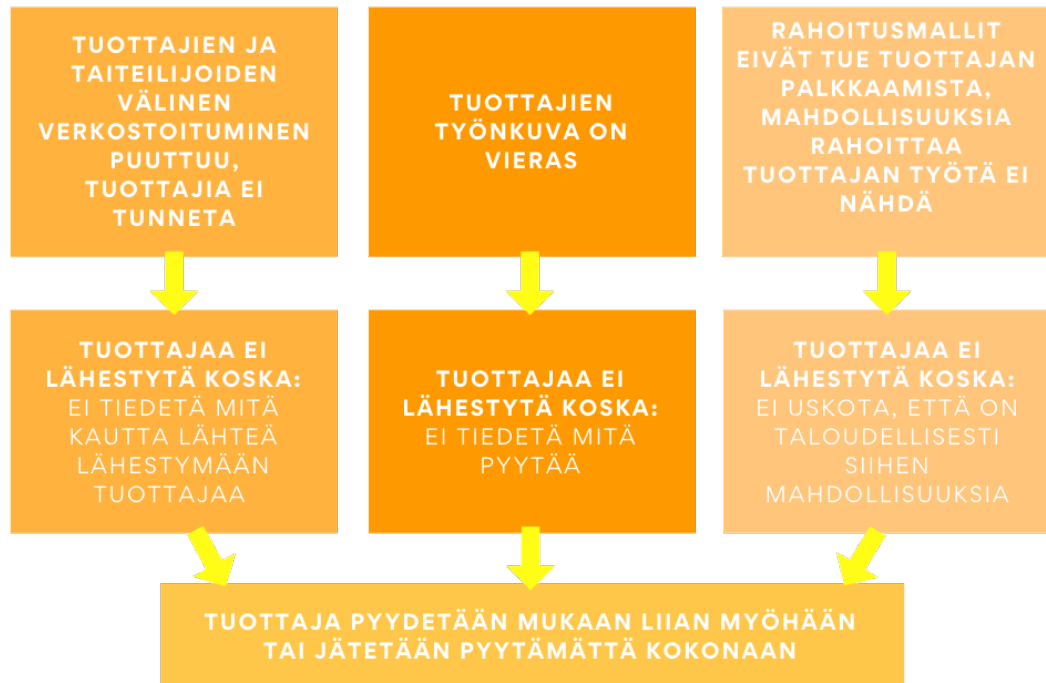 TUOTTAJIEN JA
TAITEILIJOIDEN
VÄLINEN
VERKOSTOITUMINEN
PUUTTUU,
TUOTTAJIA EI
TUNNETA
TUOTTAJIEN
TYÖNKUVA ON
VIERAS
RAHOITUSMALLIT
EIVÄT TUE TUOTTAJAN
PALKKAAMISTA,
MAHDOLLISUUKSIA
RAHOITTAA
TUOTTAJAN TYÖTÄ EI
NÄHDÄ
TUOTTAJAA EI
LÄHESTYTÄ KOSKA:
EI TIEDETÄ MITÄ
KAUTTA LÄHTEÄ
LÄHESTYMÄÄN
TUOTTAJAA
TUOTTAJAA EI
LÄHESTYTÄ KOSKA:
EI TIEDETÄ MITÄ
PYYTÄÄ
TUOTTAJAA EI
LÄHESTYTÄ KOSKA:
EI USKOTA, ETTÄ ON
TALOUDELLISESTI
SIIHEN
MAHDOLLISUUKSIA
TUOTTAJA PYYDETÄÄN MUKAAN LIIAN MYÖHÄÄN
TAI JÄTETÄÄN PYYTÄMÄTTÄ KOKONAAN